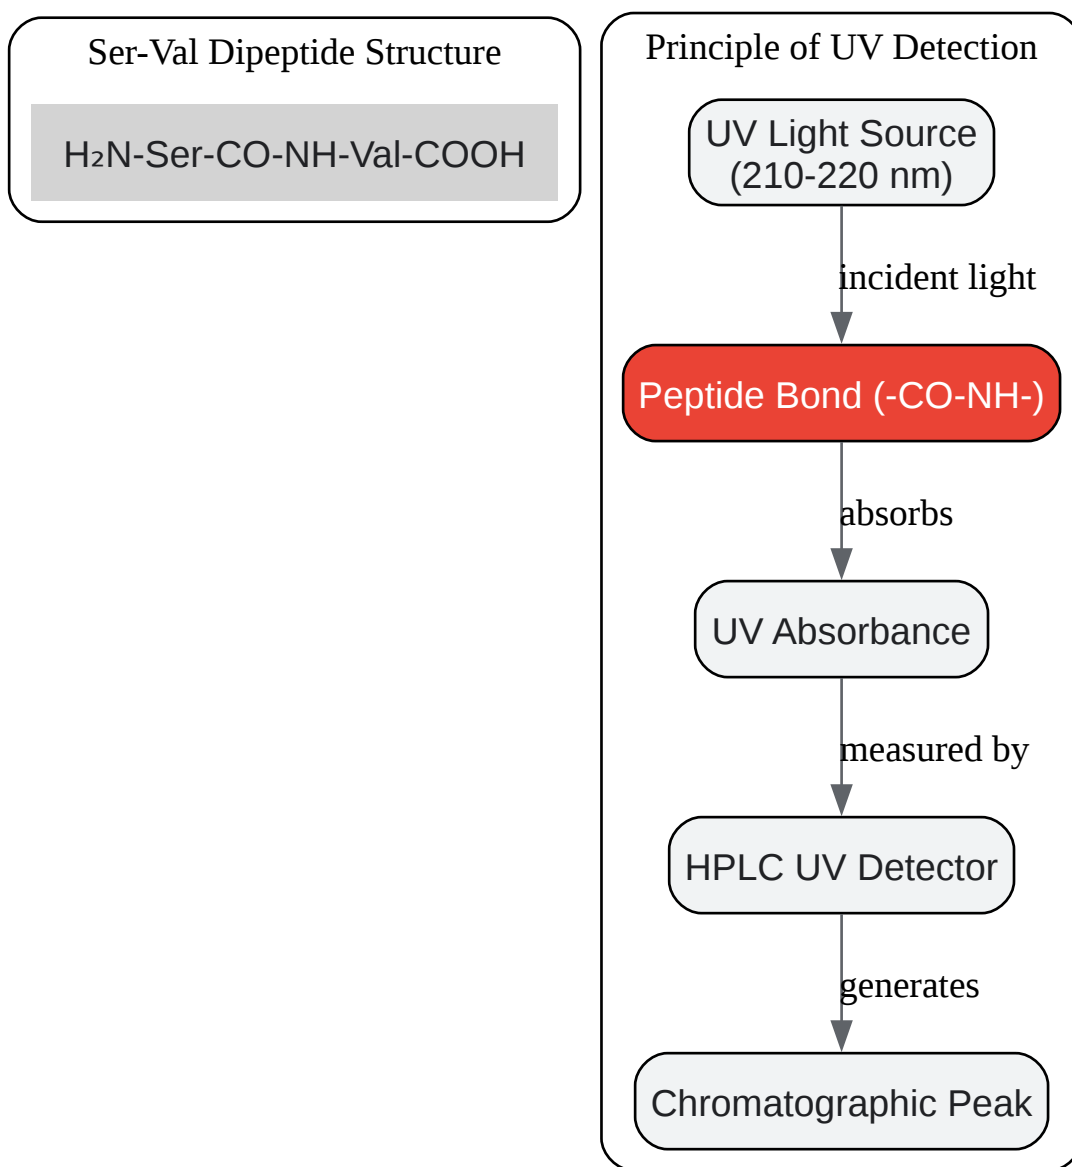 Ser-Val Dipeptide Structure
H₂N-Ser-CO-NH-Val-COOH
Principle of UV Detection
UV Light Source
(210-220 nm)
incident light
Peptide Bond (-CO-NH-)
absorbs
UV Absorbance
measured by
HPLC UV Detector
generates
Chromatographic Peak